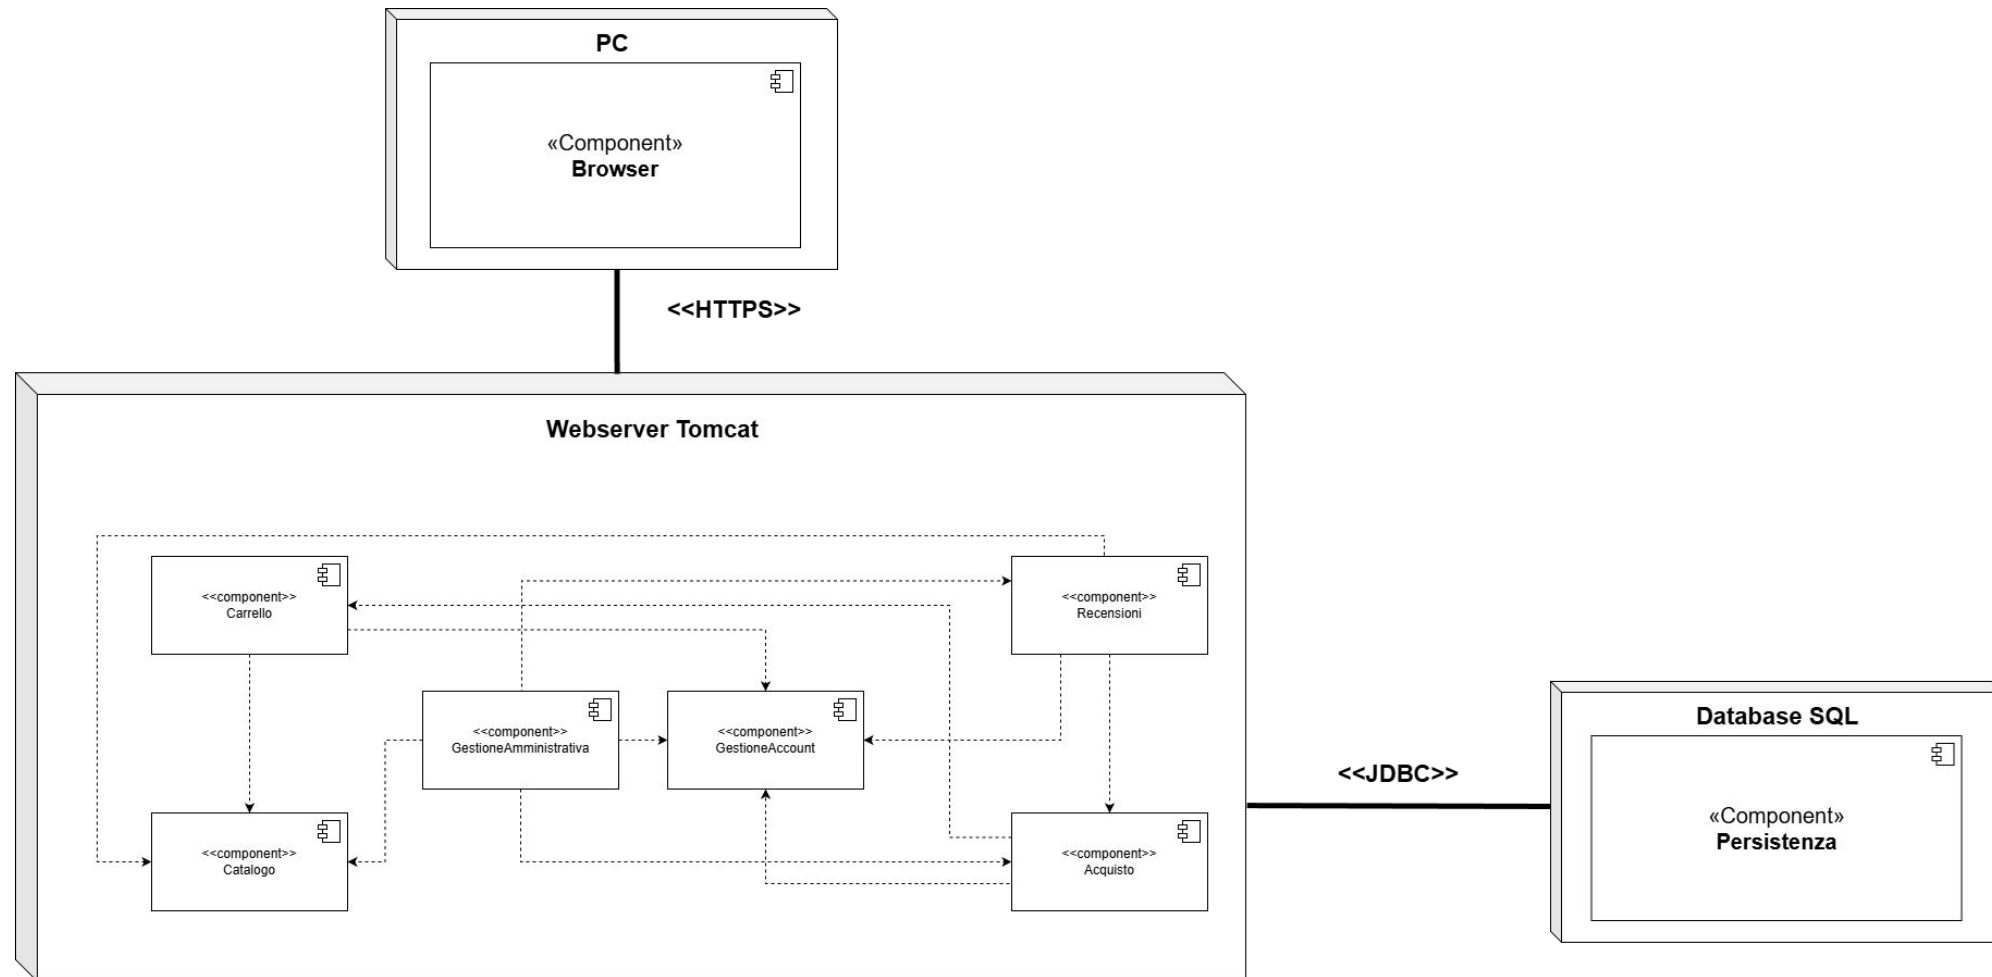 PC
«Component»
Browser
<<HTTPS>>
Webserver Tomcat
<<component>>
Carrello
<<component>>
Recensioni
<<component>>
GestioneAmministrativa
<<component>>
GestioneAccount
<<component>>
Catalogo
<<component>>
Acquisto
<<JDBC>>
Database SQL
«Component»
Persistenza